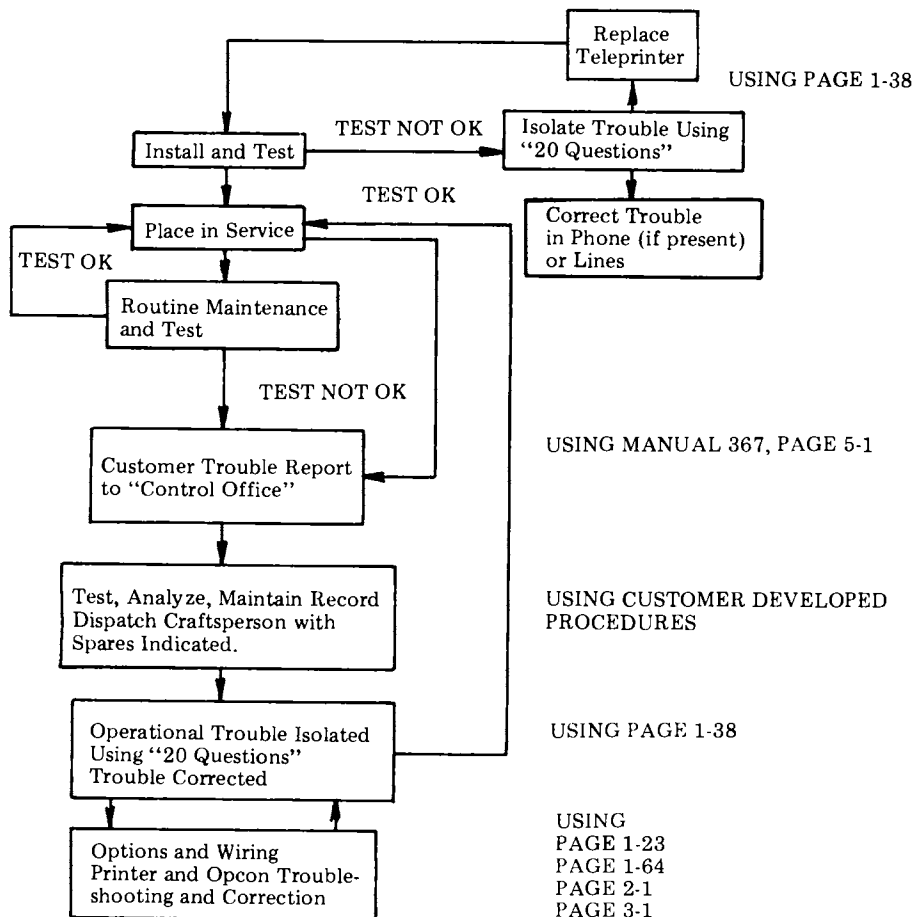 Replace
Teleprinter
USING PAGE 1-38
TEST NOT OK
Isolate Trouble Using
“20 Questions”
Install and Test
TEST OK
Correct Trouble
in Phone (if present)
or Lines
Place in Service
TEST OK
Routine Maintenance
and Test
TEST NOT OK
USING MANUAL 367, PAGE 5-1
Customer Trouble Report
to “Control Office”
Test, Analyze, Maintain Record
Dispatch Craftsperson with
Spares Indicated.
USING CUSTOMER DEVELOPED
PROCEDURES
Operational Trouble Isolated
Using “20 Questions”
Trouble Corrected
USING PAGE 1-38
Options and Wiring
Printer and Opcon Trouble-
shooting and Correction
USING
PAGE 1-23
PAGE 1-64
PAGE 2-1
PAGE 3-1